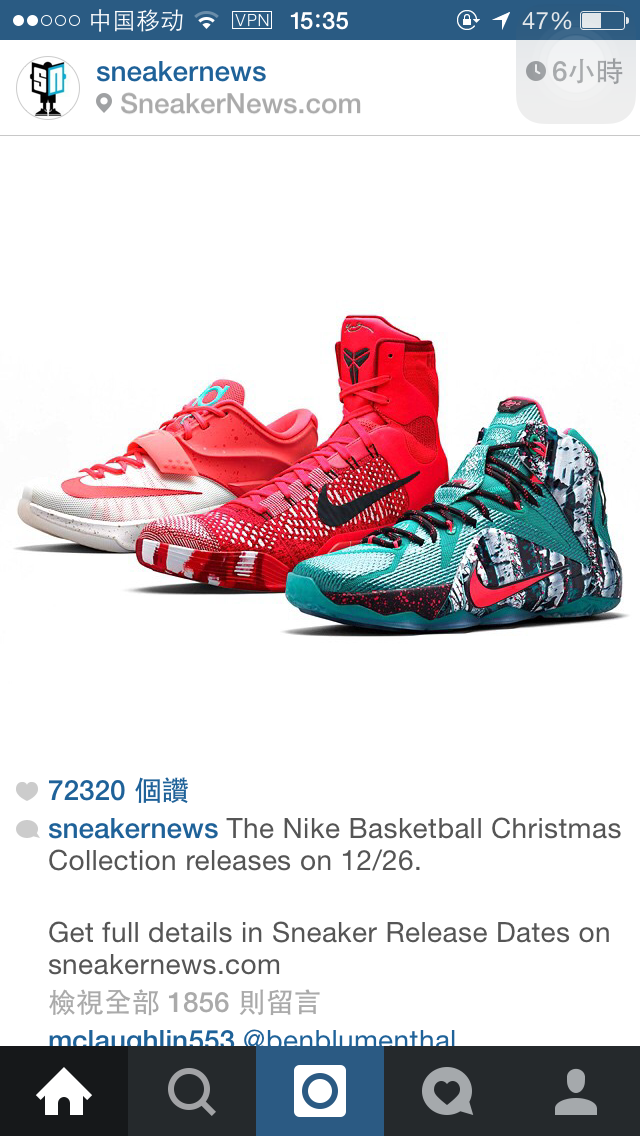 中国移动 VPN 15:35 47%
sneakernews
6小時
SneakerNews.com
72320 個讚
sneakernews The Nike Basketball Christmas
Collection releases on 12/26.
Get full details in Sneaker Release Dates on
sneakernews.com
檢視全部 1856 則留言
mclaughlin553 @benblumenthal